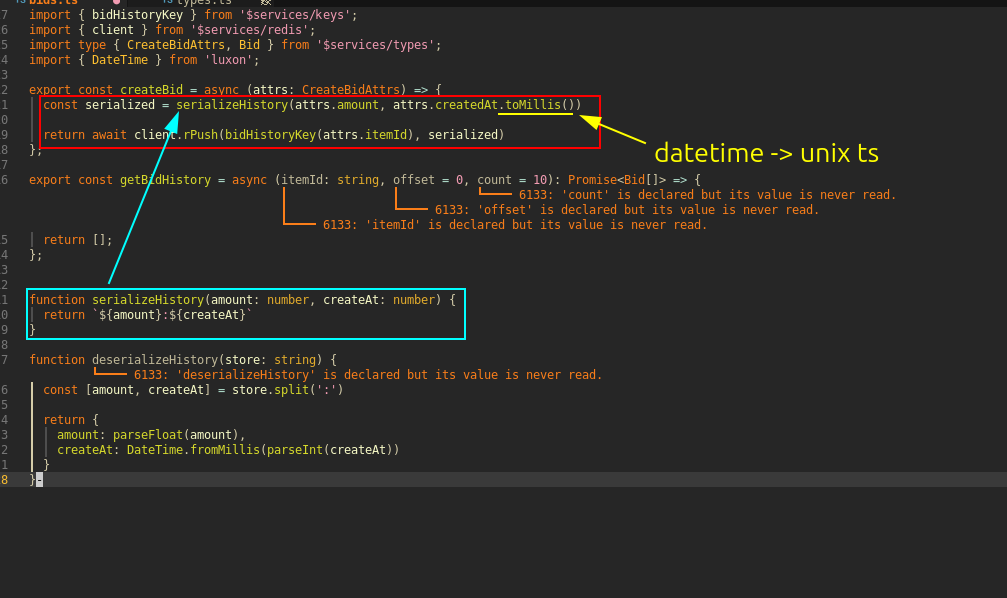 TS bids.ts TS types.ts
7 import { bidHistoryKey } from '$services/keys';
6 import { client } from '$services/redis';
5 import type { CreateBidAttrs, Bid } from '$services/types';
4 import { DateTime } from 'luxon';
3
2 export const createBid = async (attrs: CreateBidAttrs) => {
1 const serialized = serializeHistory(attrs.amount, attrs.createdAt.toMillis())
0
9 return await client.rPush(bidHistoryKey(attrs.itemId), serialized)
datetime -> unix ts
8 };
7
6 export const getBidHistory = async (itemId: string, offset = 0, count = 10): Promise<Bid[]> => {
6133: 'count' is declared but its value is never read.
6133: 'offset' is declared but its value is never read.
6133: 'itemId' is declared but its value is never read.
5 return [];
4 };
3
2
1 function serializeHistory(amount: number, createAt: number) {
0 return `${amount}:${createAt}`
9 }
8
7 function deserializeHistory(store: string) {
6133: 'deserializeHistory' is declared but its value is never read.
6 const [amount, createAt] = store.split(':')
5
4 return {
3 amount: parseFloat(amount),
2 createAt: DateTime.fromMillis(parseInt(createAt))
1 }
8 }-